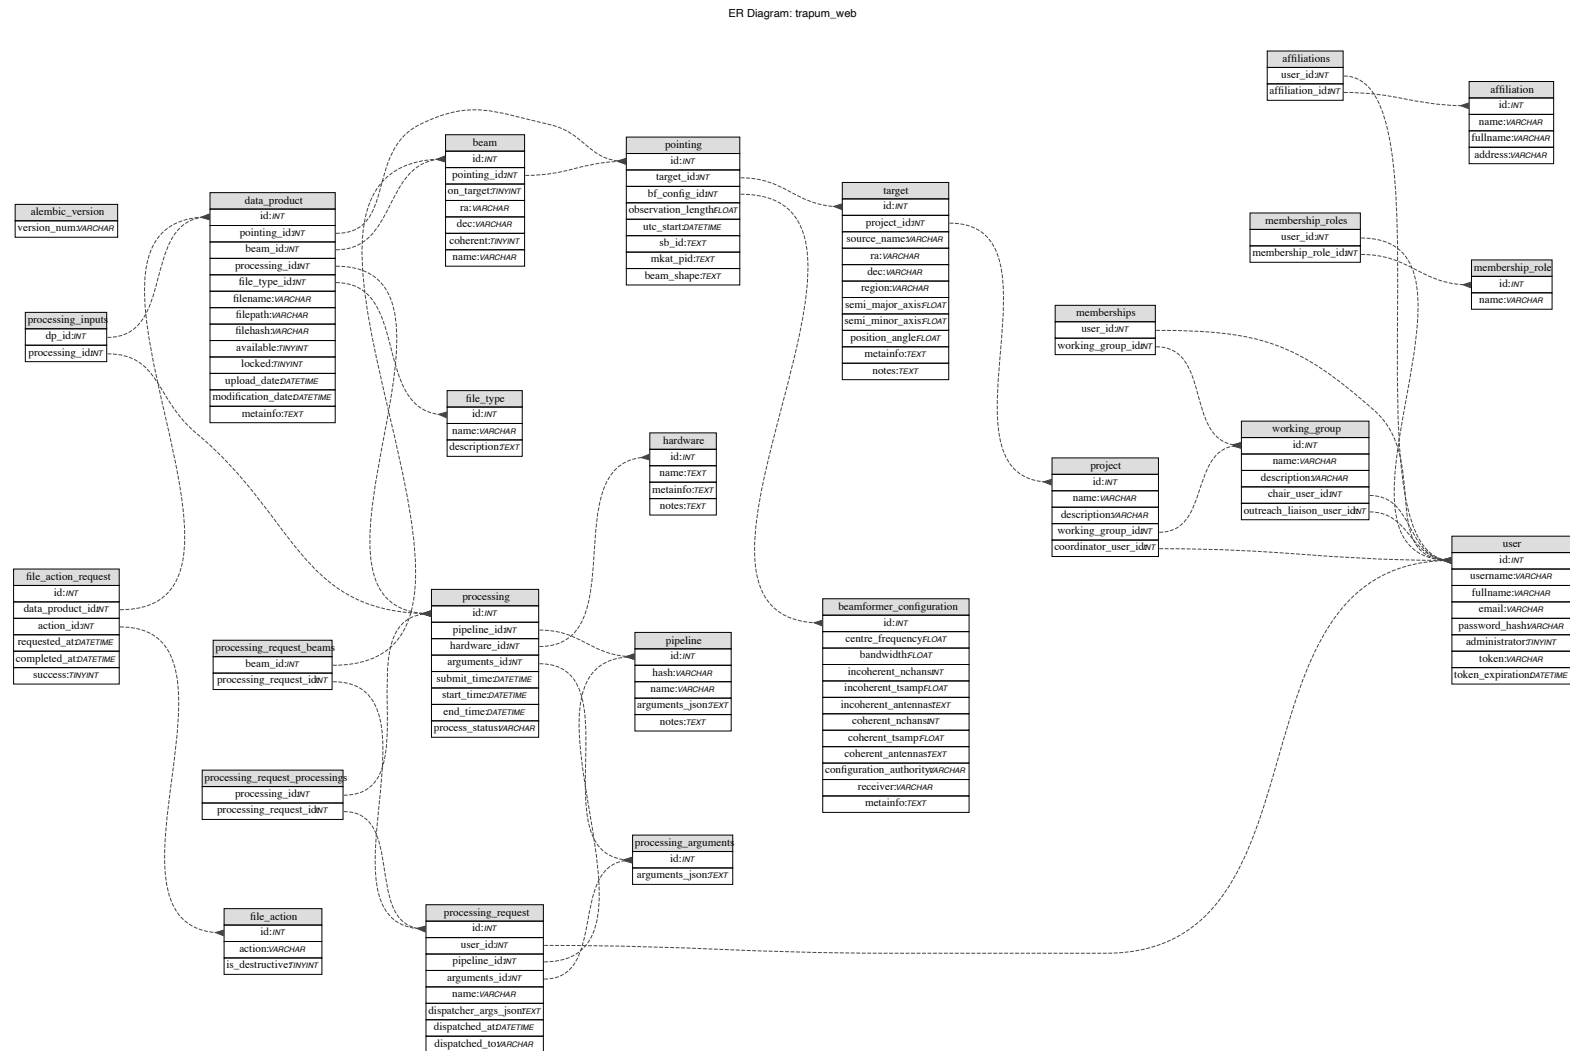 ER Diagram: trapum_web
affiliations
user_id:INT
affiliation_id:INT
affiliation
id:INT
name:VARCHAR
fullname:VARCHAR
address:VARCHAR
beam
id:INT
pointing_id:INT
on_target:TINYINT
ra:VARCHAR
dec:VARCHAR
coherent:TINYINT
name:VARCHAR
pointing
id:INT
target_id:INT
bf_config_id:INT
observation_length:FLOAT
utc_start:DATETIME
sb_id:TEXT
mkat_pid:TEXT
beam_shape:TEXT
target
id:INT
project_id:INT
source_name:VARCHAR
ra:VARCHAR
dec:VARCHAR
region:VARCHAR
semi_major_axis:FLOAT
semi_minor_axis:FLOAT
position_angle:FLOAT
metainfo:TEXT
notes:TEXT
data_product
id:INT
pointing_id:INT
beam_id:INT
processing_id:INT
file_type_id:INT
filename:VARCHAR
filepath:VARCHAR
filehash:VARCHAR
available:TINYINT
locked:TINYINT
upload_date:DATETIME
modification_date:DATETIME
metainfo:TEXT
alembic_version
version_num:VARCHAR
membership_roles
user_id:INT
membership_role_id:INT
membership_role
id:INT
name:VARCHAR
processing_inputs
dp_id:INT
processing_id:INT
memberships
user_id:INT
working_group_id:INT
file_type
id:INT
name:VARCHAR
description:TEXT
hardware
id:INT
name:TEXT
metainfo:TEXT
notes:TEXT
working_group
id:INT
name:VARCHAR
description:VARCHAR
chair_user_id:INT
outreach_liaison_user_id:INT
project
id:INT
name:VARCHAR
description:VARCHAR
working_group_id:INT
coordinator_user_id:INT
user
id:INT
username:VARCHAR
fullname:VARCHAR
email:VARCHAR
password_hash:VARCHAR
administrator:TINYINT
token:VARCHAR
token_expiration:DATETIME
file_action_request
id:INT
data_product_id:INT
action_id:INT
requested_at:DATETIME
completed_at:DATETIME
success:TINYINT
processing
id:INT
pipeline_id:INT
hardware_id:INT
arguments_id:INT
submit_time:DATETIME
start_time:DATETIME
end_time:DATETIME
process_status:VARCHAR
beamformer_configuration
id:INT
centre_frequency:FLOAT
bandwidth:FLOAT
incoherent_nchans:INT
incoherent_tsamp:FLOAT
incoherent_antennas:TEXT
coherent_nchans:INT
coherent_tsamp:FLOAT
coherent_antennas:TEXT
configuration_authority:VARCHAR
receiver:VARCHAR
metainfo:TEXT
processing_request_beams
beam_id:INT
processing_request_id:INT
pipeline
id:INT
hash:VARCHAR
name:VARCHAR
arguments_json:TEXT
notes:TEXT
processing_request_processings
processing_id:INT
processing_request_id:INT
processing_arguments
id:INT
arguments_json:TEXT
file_action
id:INT
action:VARCHAR
is_destructive:TINYINT
processing_request
id:INT
user_id:INT
pipeline_id:INT
arguments_id:INT
name:VARCHAR
dispatcher_args_json:TEXT
dispatched_at:DATETIME
dispatched_to:VARCHAR